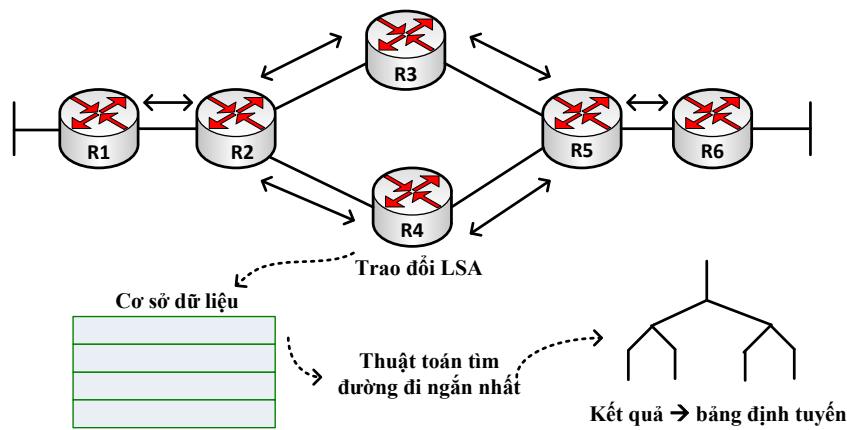 R3
R1
R2
R5
R6
R4
Trao đổi LSA
Cơ sở dữ liệu
Thuật toán tìm
đường đi ngắn nhất
Kết quả → bảng định tuyến